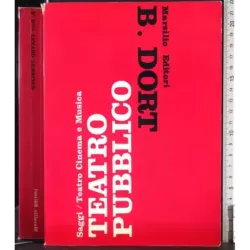 Marsilio Editori
B. DORT
TEATRO
PUBBLICO
Saggi/Teatro Cinema e Musica